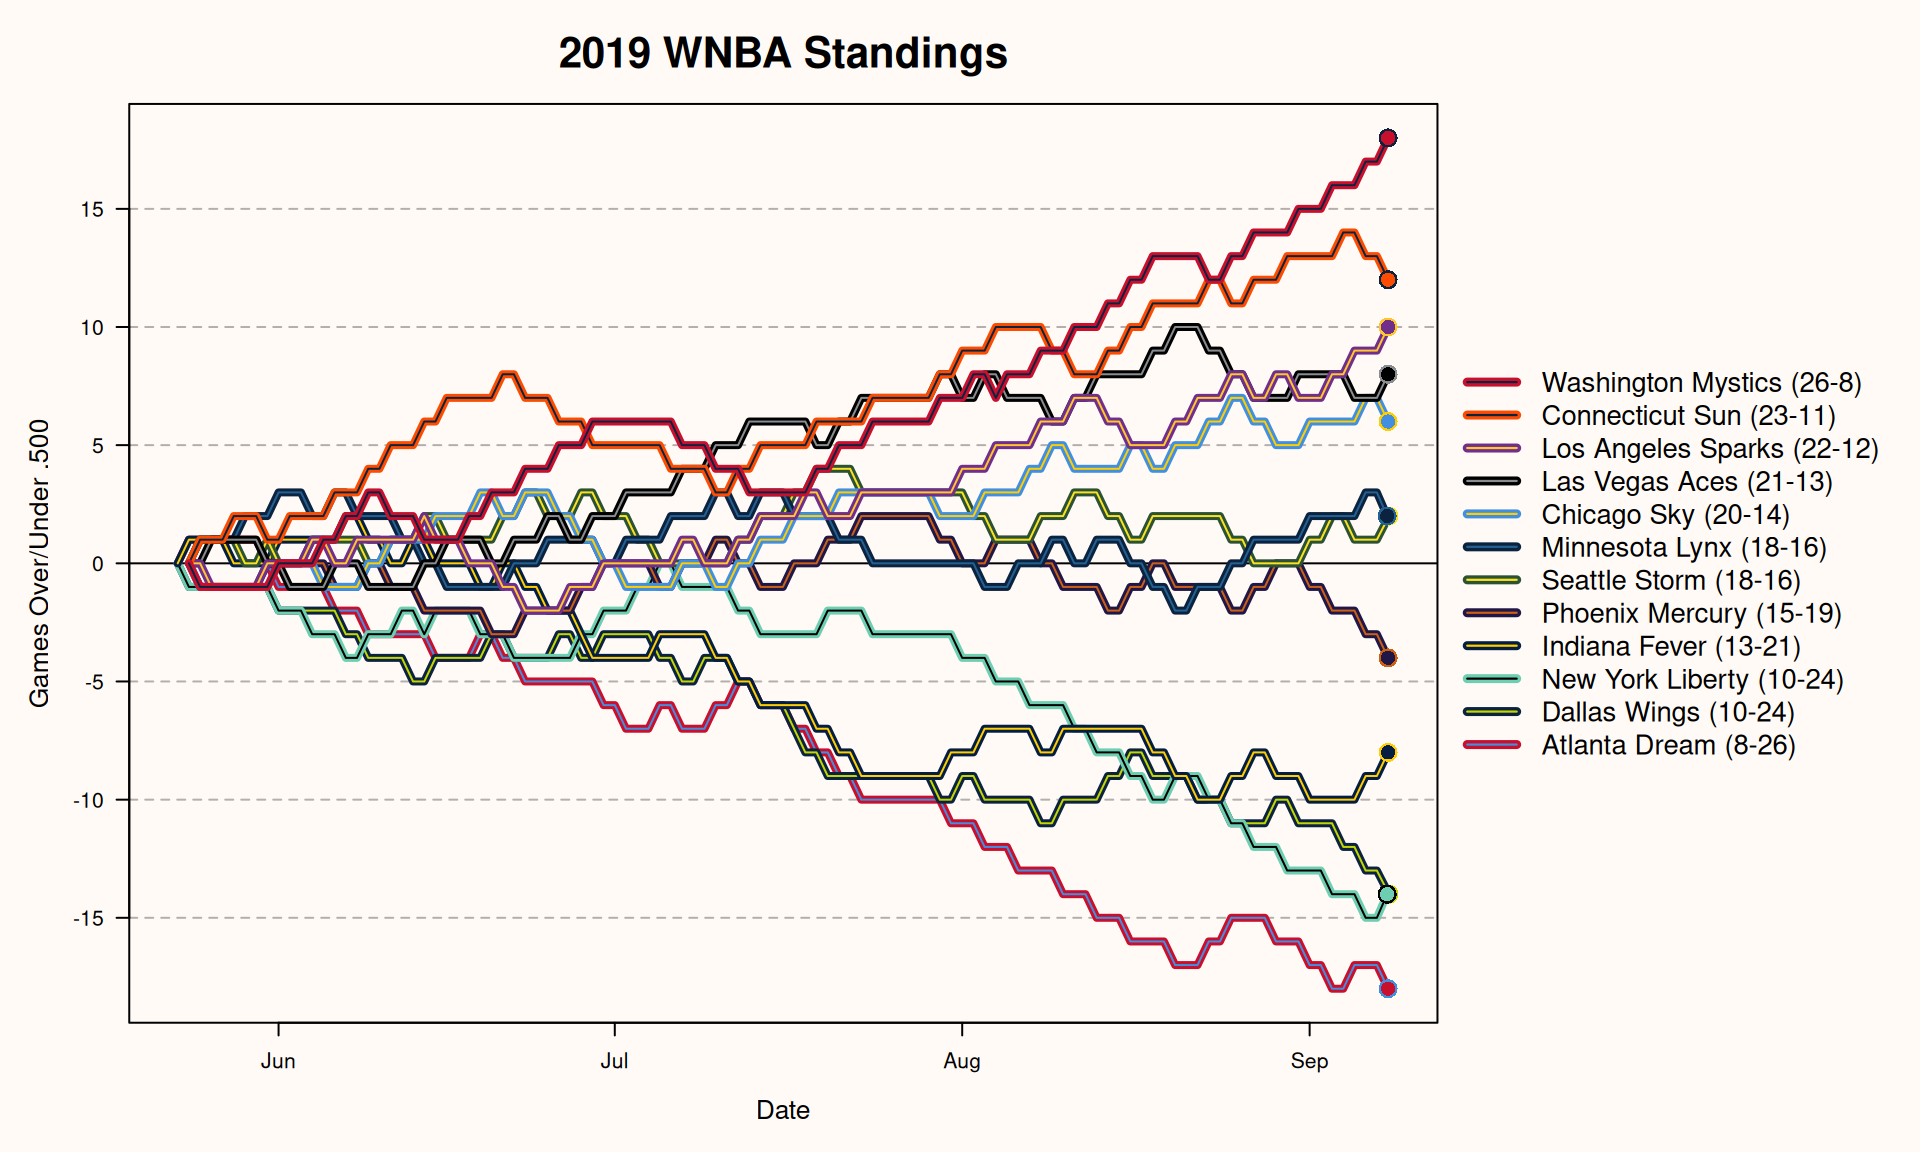 2019 WNBA Standings
Games Over/Under .500
15
10
5
0
-5
-10
-15
Jun
Jul
Aug
Sep
Date
Washington Mystics (26-8)
Connecticut Sun (23-11)
Los Angeles Sparks (22-12)
Las Vegas Aces (21-13)
Chicago Sky (20-14)
Minnesota Lynx (18-16)
Seattle Storm (18-16)
Phoenix Mercury (15-19)
Indiana Fever (13-21)
New York Liberty (10-24)
Dallas Wings (10-24)
Atlanta Dream (8-26)